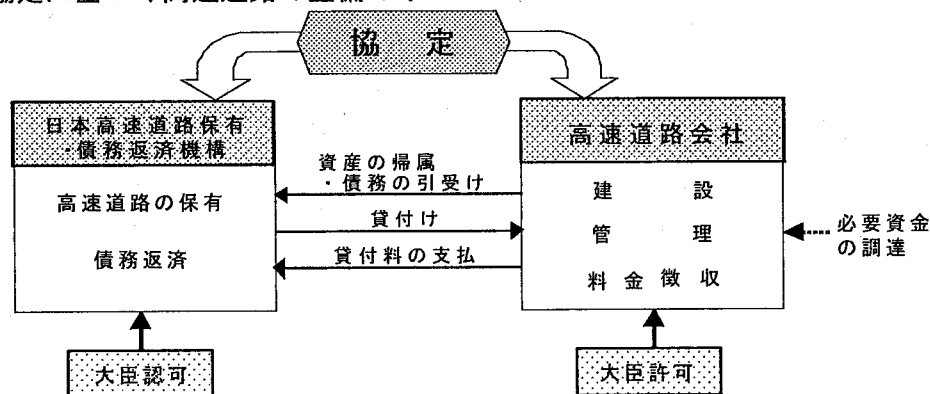 協定
日本高速道路保有
・債務返済機構
高速道路の保有
債務返済
資産の帰属
・債務の引受け
貸付け
貸付料の支払
高速道路会社
建設
管理
料金徴収
必要資金
の調達
大臣認可
大臣許可